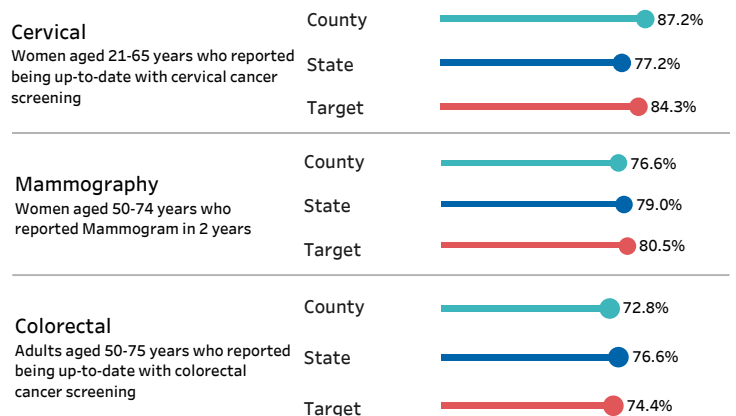 Cervical
Women aged 21-65 years who reported
being up-to-date with cervical cancer
screening
County
87.2%
State
77.2%
Target
84.3%
Mammography
Women aged 50-74 years who
reported Mammogram in 2 years
County
76.6%
State
79.0%
Target
80.5%
Colorectal
Adults aged 50-75 years who reported
being up-to-date with colorectal
cancer screening
County
72.8%
State
76.6%
Target
74.4%